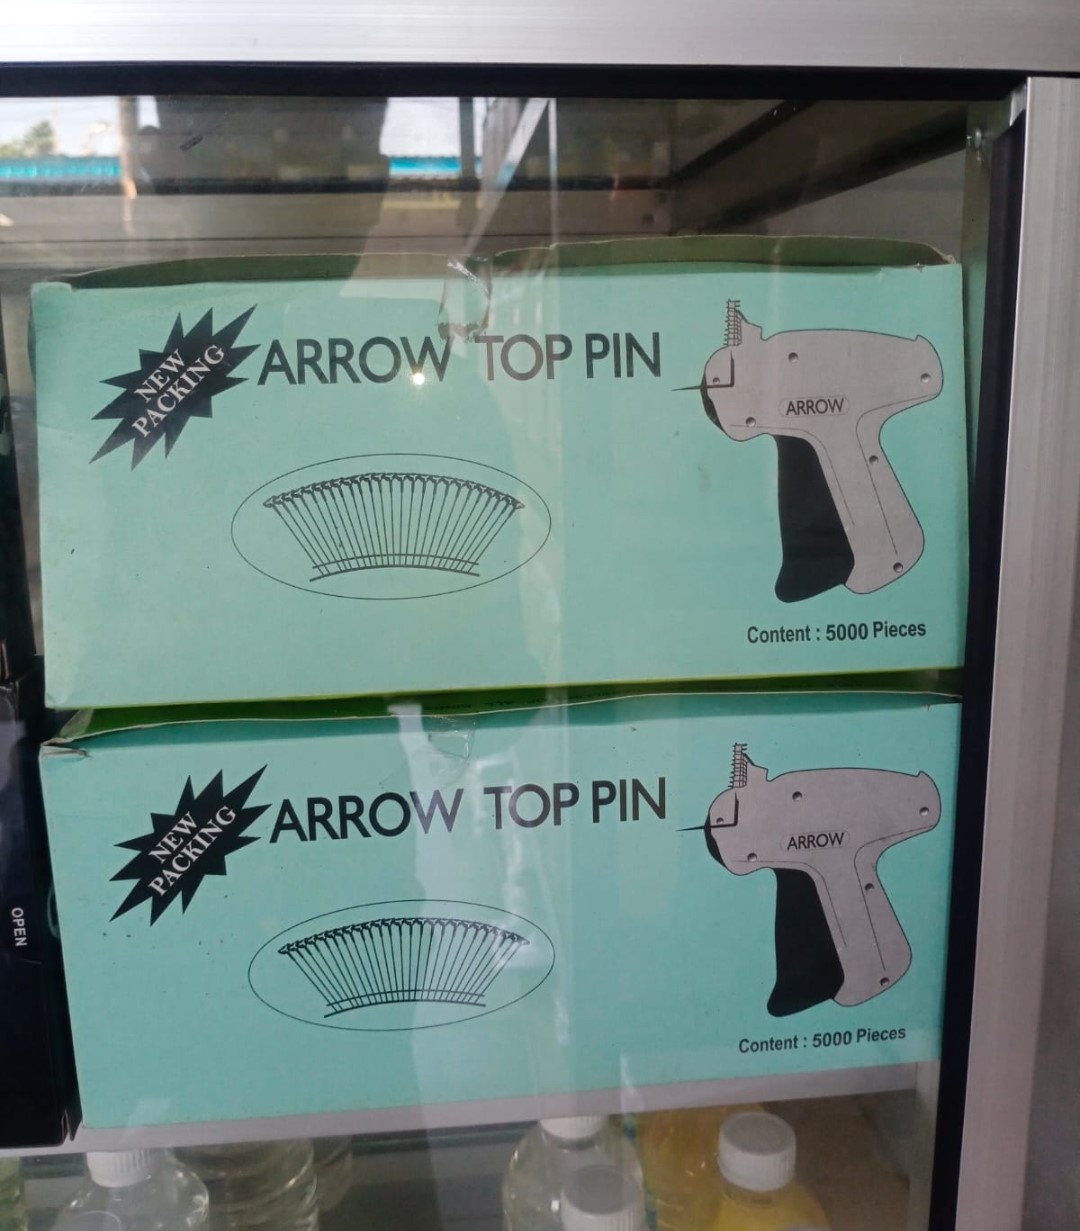 NEW
PACKING
ARROW TOP PIN
ARROW
Content : 5000 Pieces
NEW
PACKING
ARROW TOP PIN
ARROW
Content : 5000 Pieces
OPEN